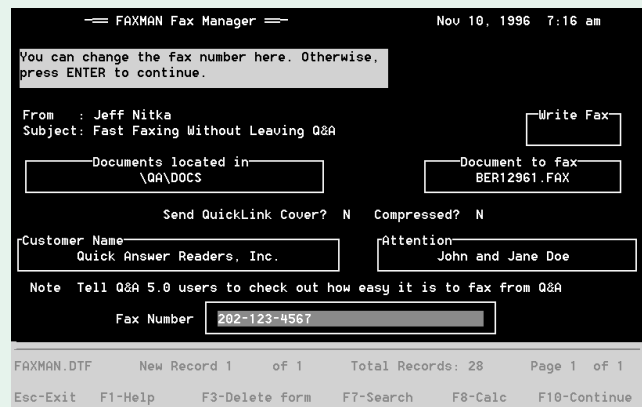 FAXMAN Fax Manager Nov 10, 1996 7:16 am
You can change the fax number here. Otherwise,
press ENTER to continue.
From : Jeff Nitka
Subject: Fast Faxing Without Leaving Q&A
Write Fax
Documents located in
\QA\DOCS
Document to fax
BER12961.FAX
Send QuickLink Cover? N Compressed? N
Customer Name
Quick Answer Readers, Inc.
Attention
John and Jane Doe
Note Tell Q&A 5.0 users to check out how easy it is to fax from Q&A
Fax Number 202-123-4567
FAXMAN.DTF New Record 1 of 1 Total Records: 28 Page 1 of 1
Esc-Exit F1-Help F3-Delete form F7-Search F8-Calc F10-Continue